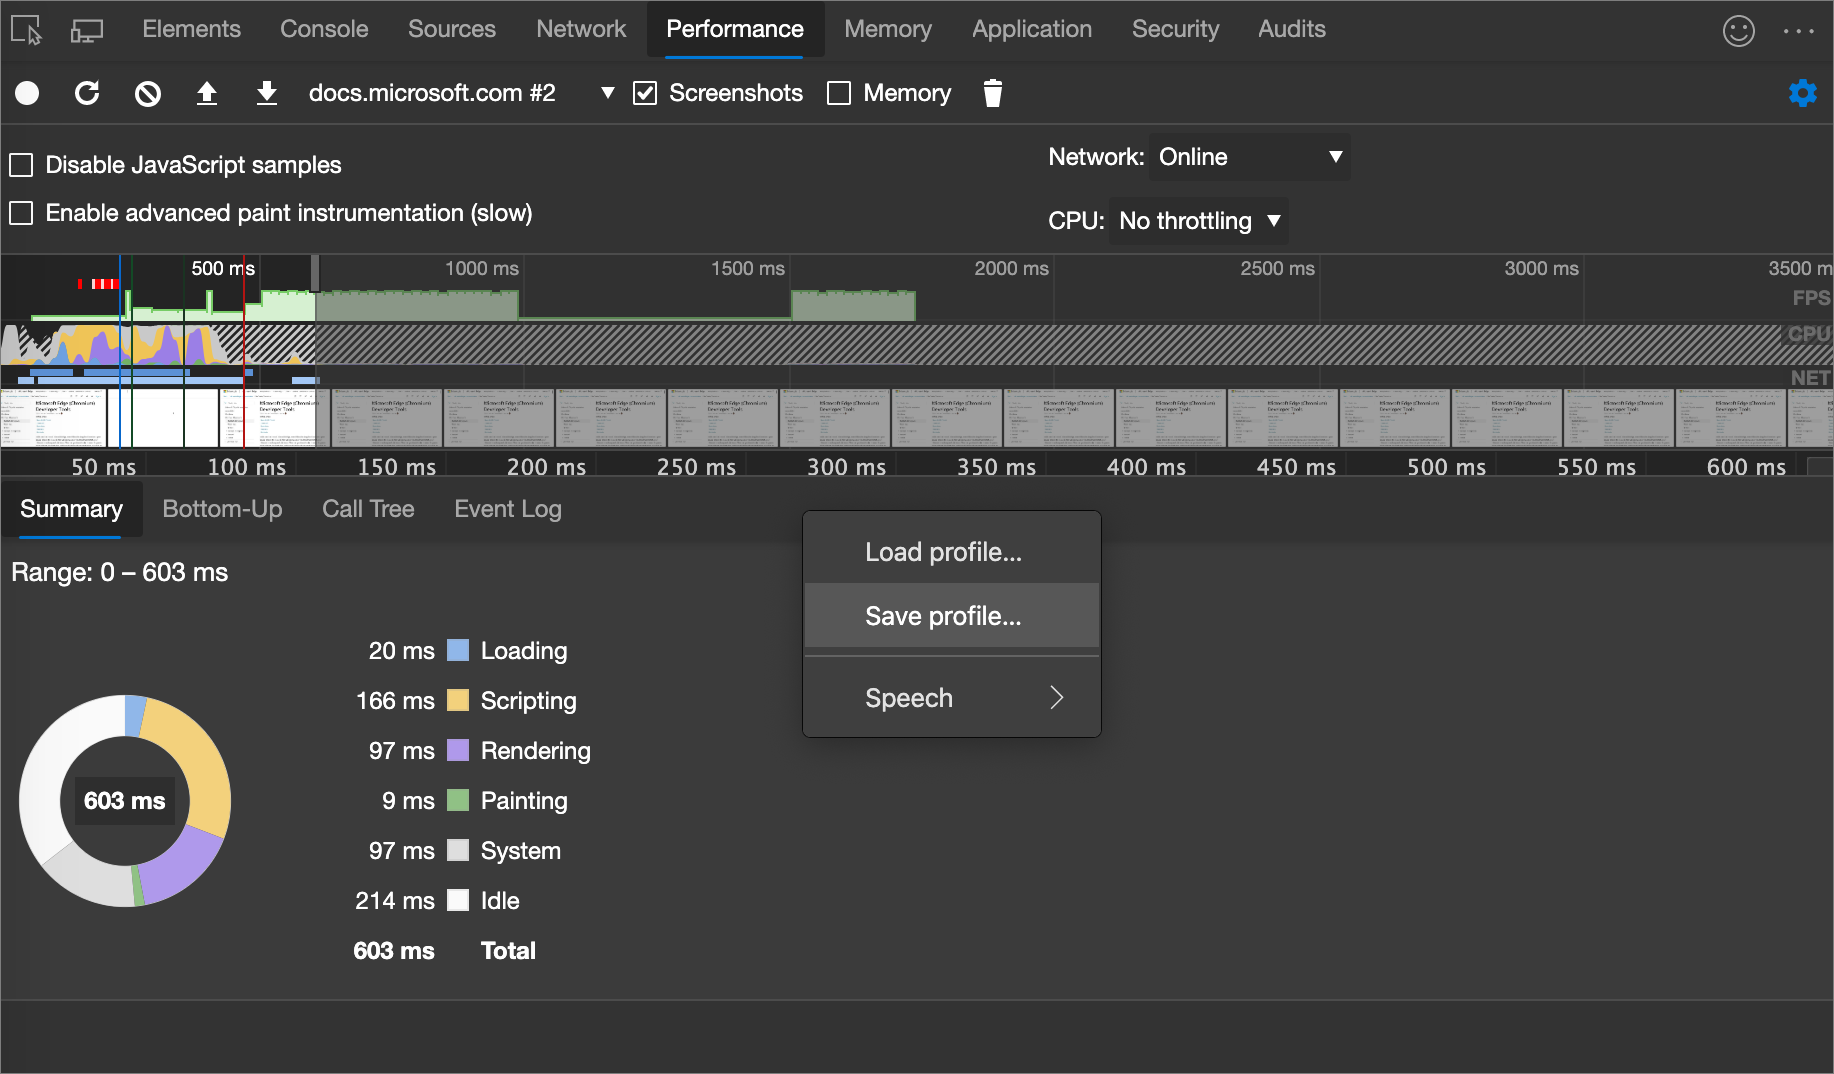 Elements Console Sources Network Performance Memory Application Security Audits
docs.microsoft.com #2 Screenshots Memory
Disable JavaScript samples
Network: Online
Enable advanced paint instrumentation (slow)
CPU: No throttling
500 ms 1000 ms 1500 ms 2000 ms 2500 ms 3000 ms 3500 m
FPS
CPU
NET
50 ms 100 ms 150 ms 200 ms 250 ms 300 ms 350 ms 400 ms 450 ms 500 ms 550 ms 600 ms
Summary Bottom-Up Call Tree Event Log
Range: 0 – 603 ms
Load profile...
Save profile...
Speech
20 ms Loading
166 ms Scripting
97 ms Rendering
9 ms Painting
97 ms System
214 ms Idle
603 ms Total
603 ms